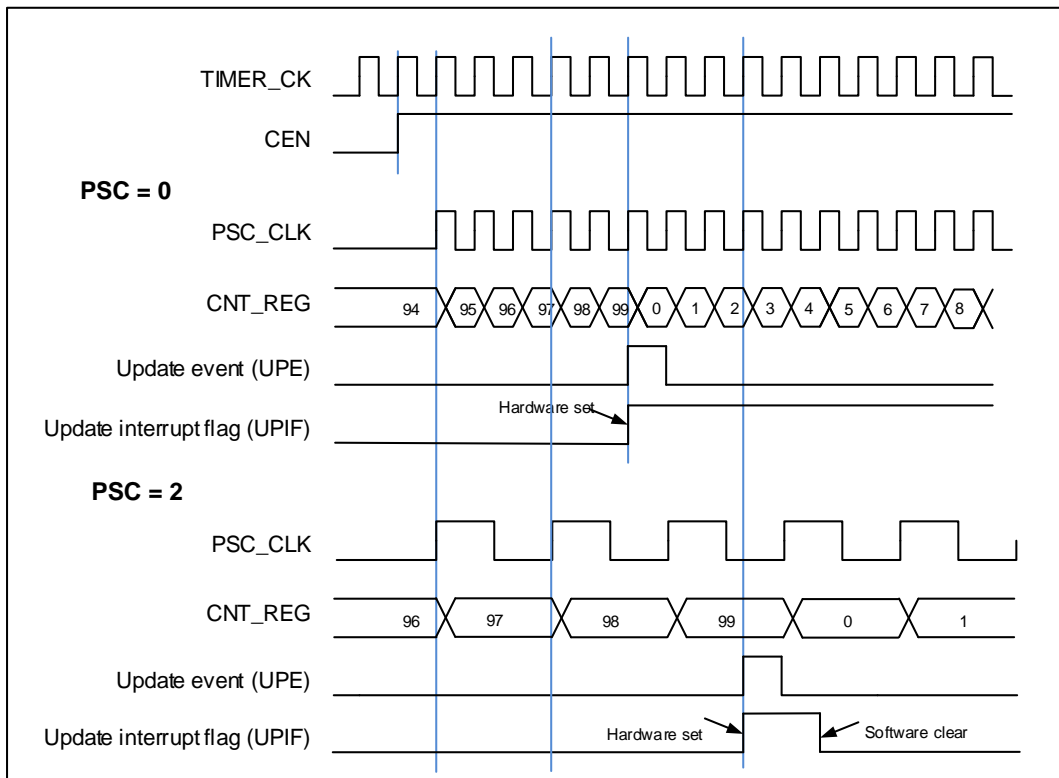 TIMER_CK
CEN
PSC = 0
PSC_CLK
CNT_REG 94 95 96 97 98 99 0 1 2 3 4 5 6 7 8
Update event (UPE)
Hardware set
Update interrupt flag (UPIF)
PSC = 2
PSC_CLK
CNT_REG 96 97 98 99 0 1
Update event (UPE)
Update interrupt flag (UPIF) Hardware set Software clear